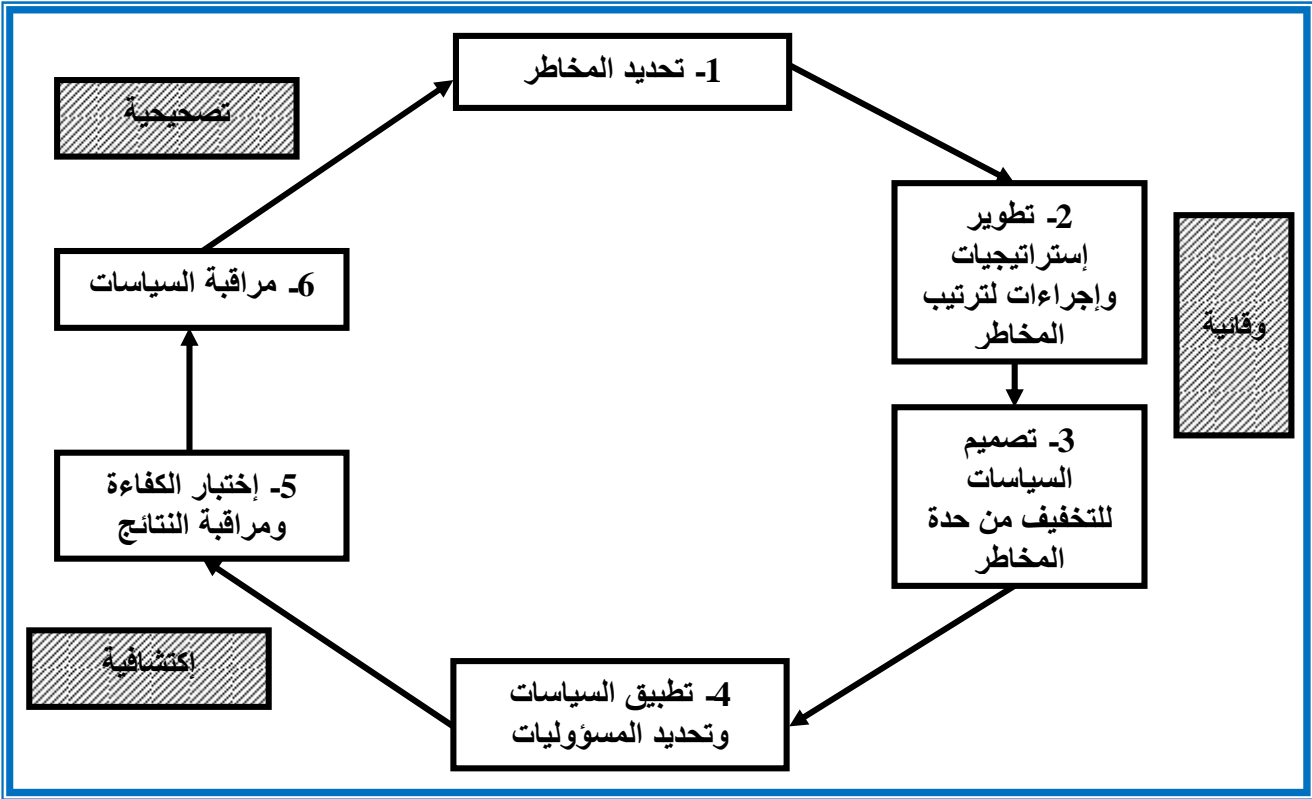 1- تحديد المخاطر
تصحيحية
2- تطوير
إستراتيجيات
وإجراءات لترتيب
المخاطر
وقائية
6- مراقبة السياسات
3- تصميم
السياسات
للتخفيف من حدة
المخاطر
5- إختبار الكفاءة
ومراقبة النتائج
إكتشافية
4- تطبيق السياسات
وتحديد المسؤوليات